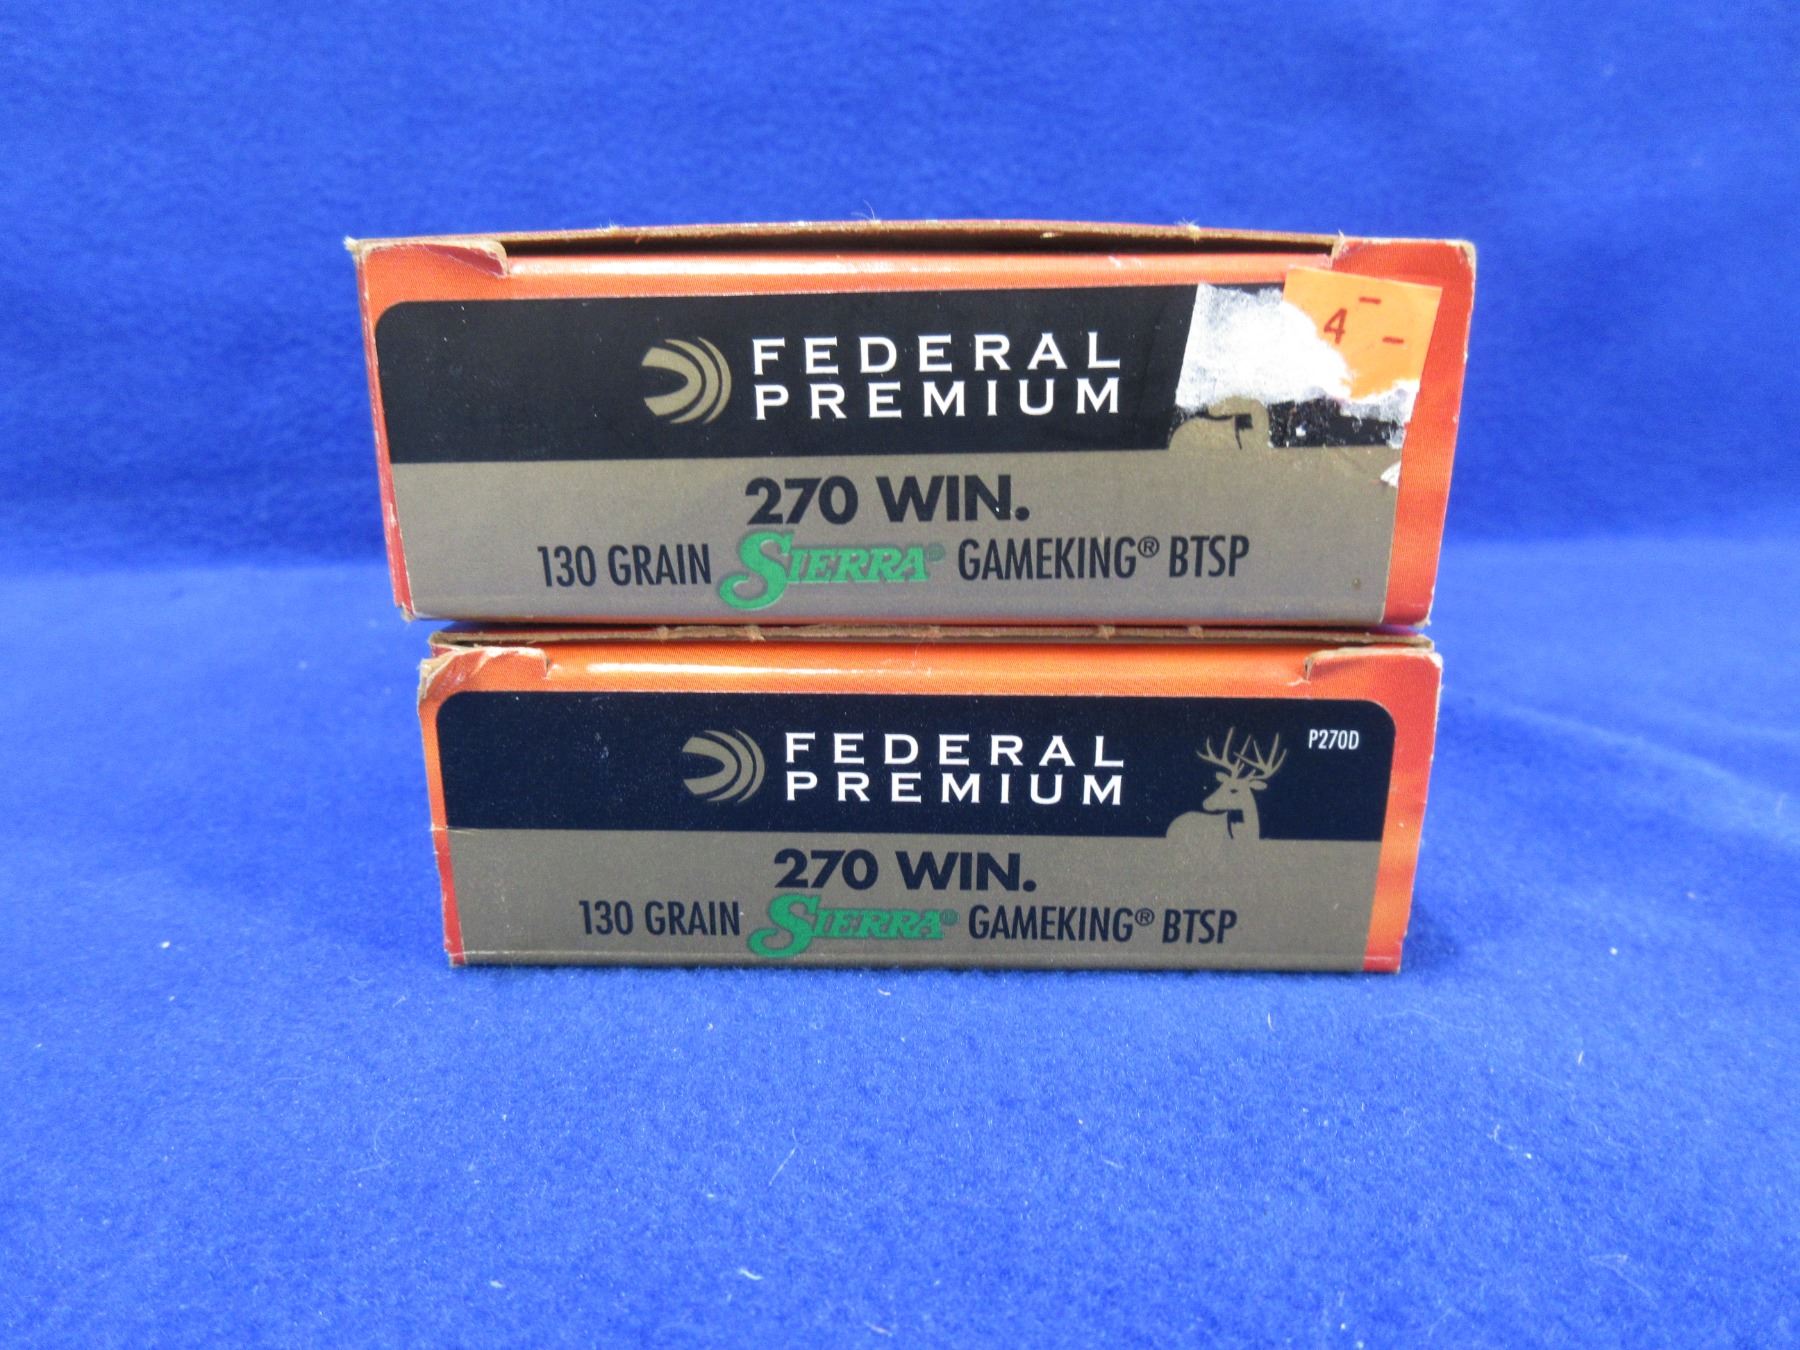 FEDERAL
PREMIUM
4
270 WIN.
130 GRAIN SIERRA® GAMEKING® BTSP
FEDERAL
PREMIUM
P270D
270 WIN.
130 GRAIN SIERRA® GAMEKING® BTSP